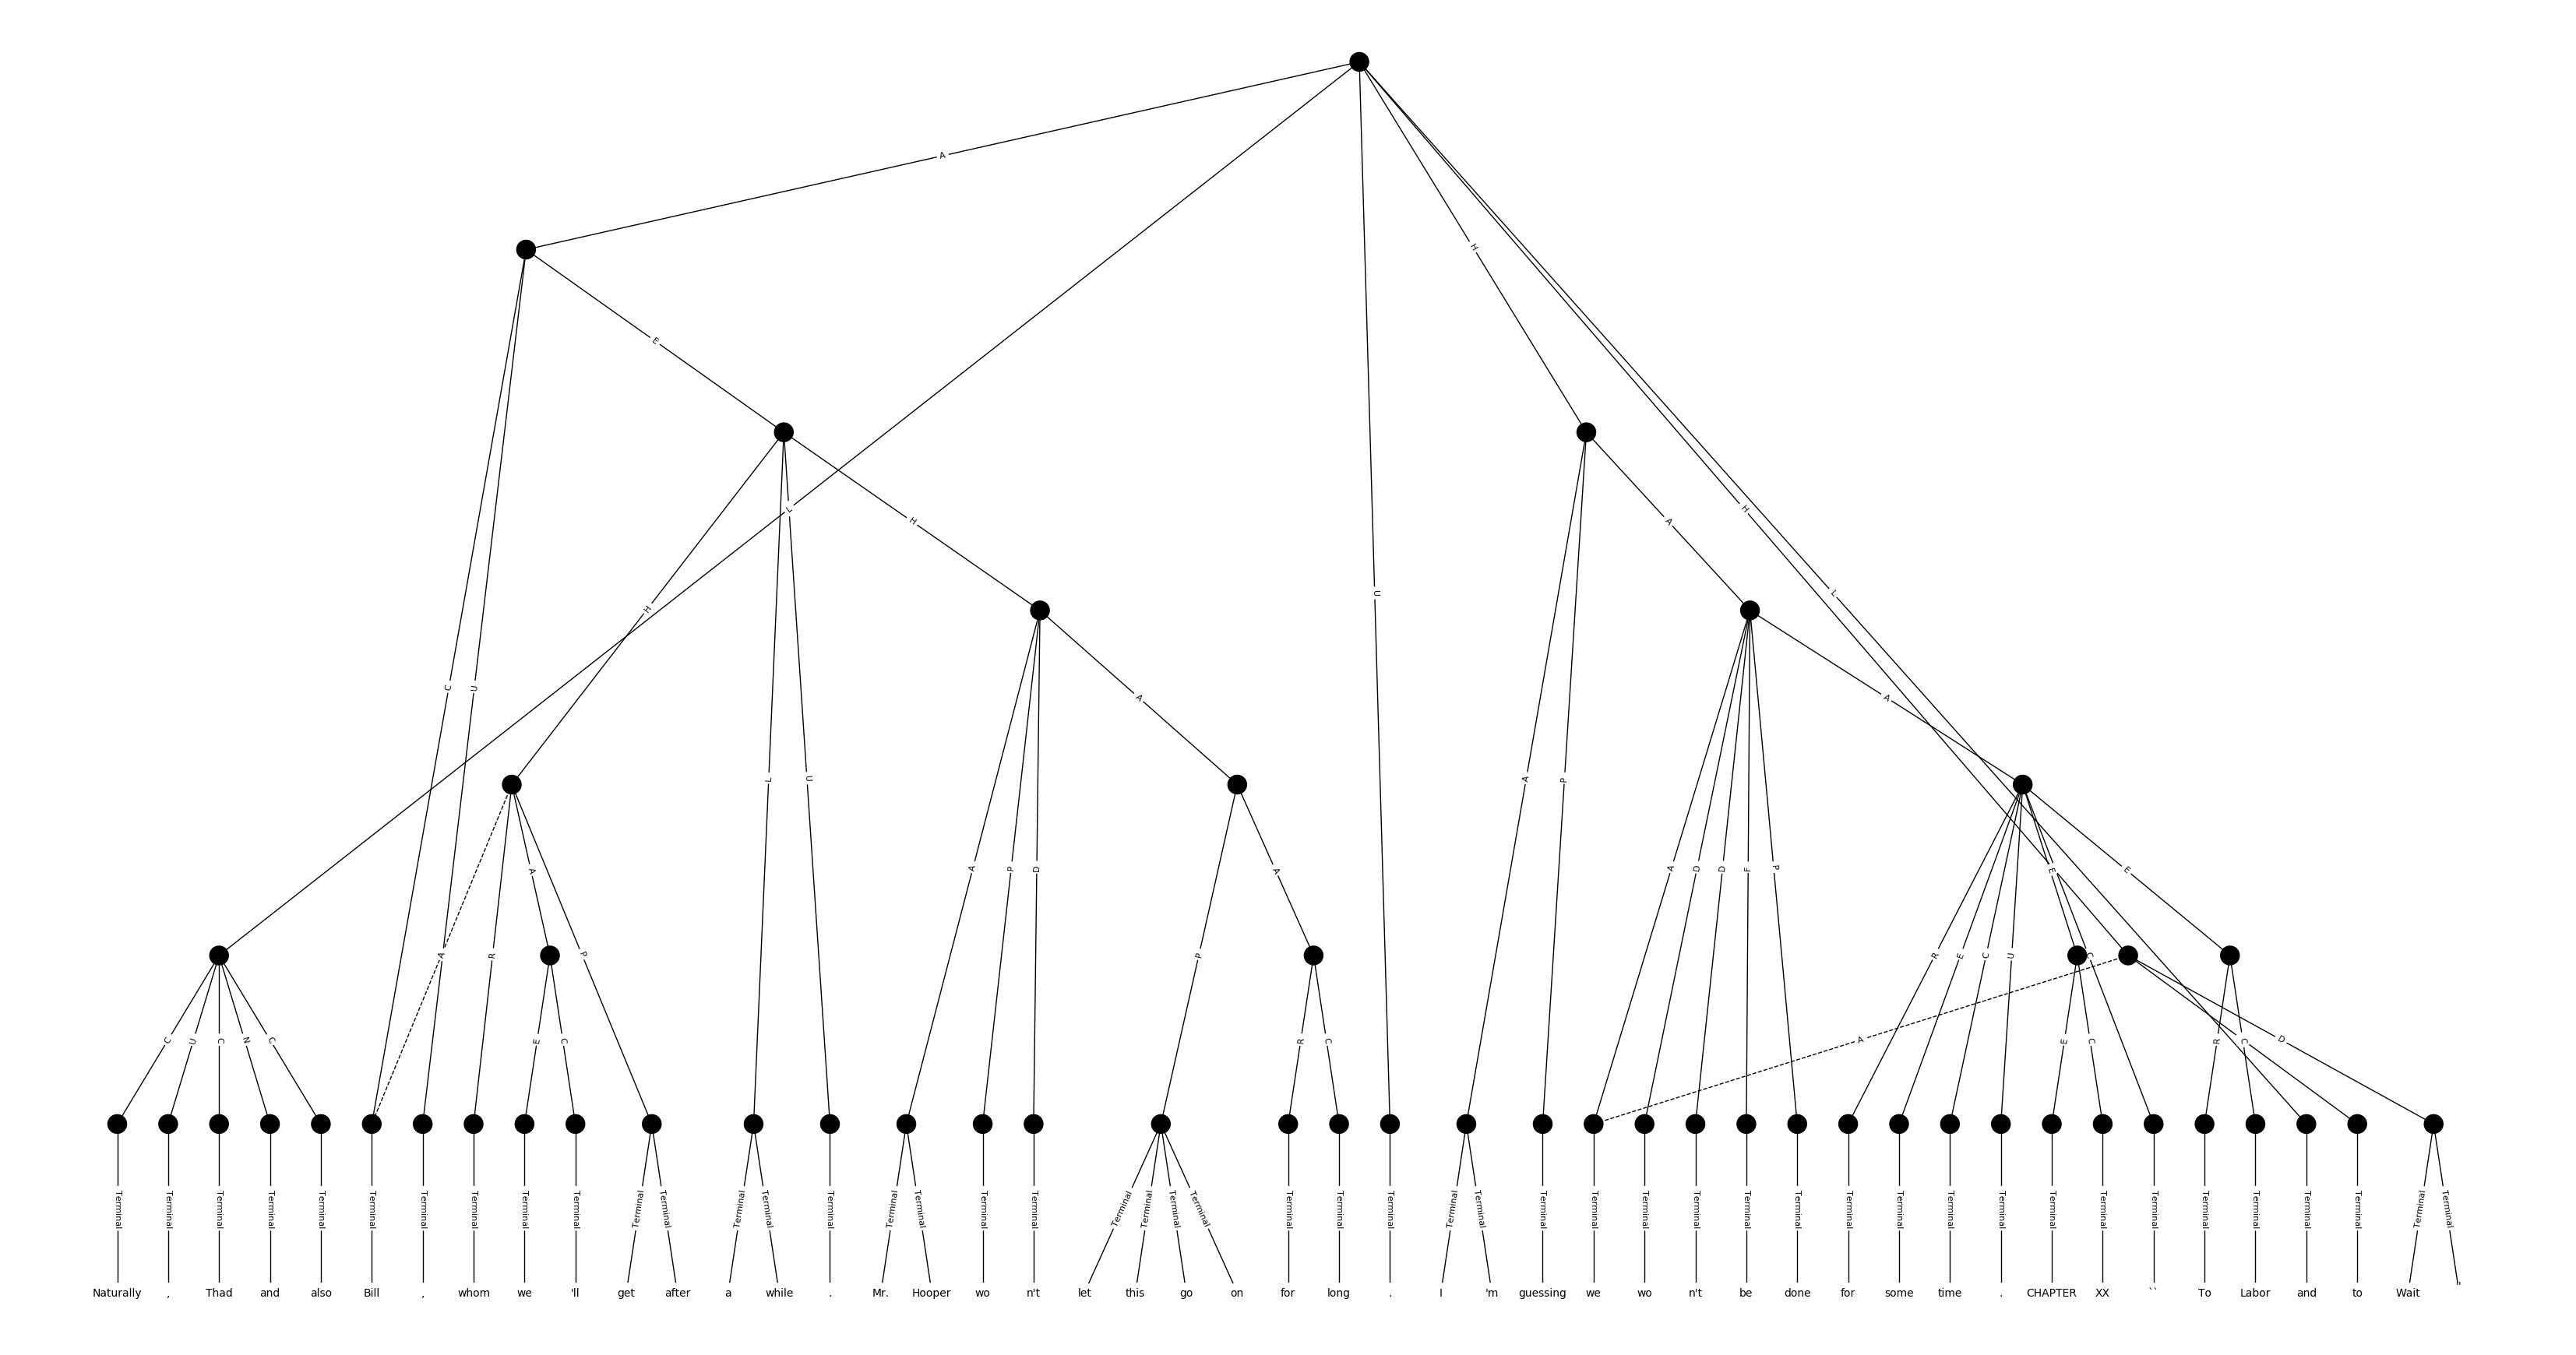 A
H
E
H
L
H
U
H
L
C
U
A
A
L
U
A
A
P
A
P
D
A
A
D
D
F
P
E
E
A
R
P
P
R
E
C
U
C
C
U
C
N
C
E
C
R
C
A
E
C
R
C
D
Terminal Terminal Terminal Terminal Terminal Terminal Terminal Terminal Terminal Terminal Terminal Terminal Terminal Terminal Terminal Terminal Terminal Terminal Terminal Terminal Terminal Terminal Terminal Terminal Terminal Terminal Terminal Terminal Terminal Terminal Terminal Terminal Terminal Terminal Terminal Terminal Terminal Terminal Terminal Terminal Terminal Terminal Terminal Terminal Terminal Terminal Terminal
Naturally , Thad and also Bill , whom we 'll get after a while . Mr. Hooper wo n't let this go on for long . I 'm guessing we wo n't be done for some time . CHAPTER XX `` To Labor and to Wait "